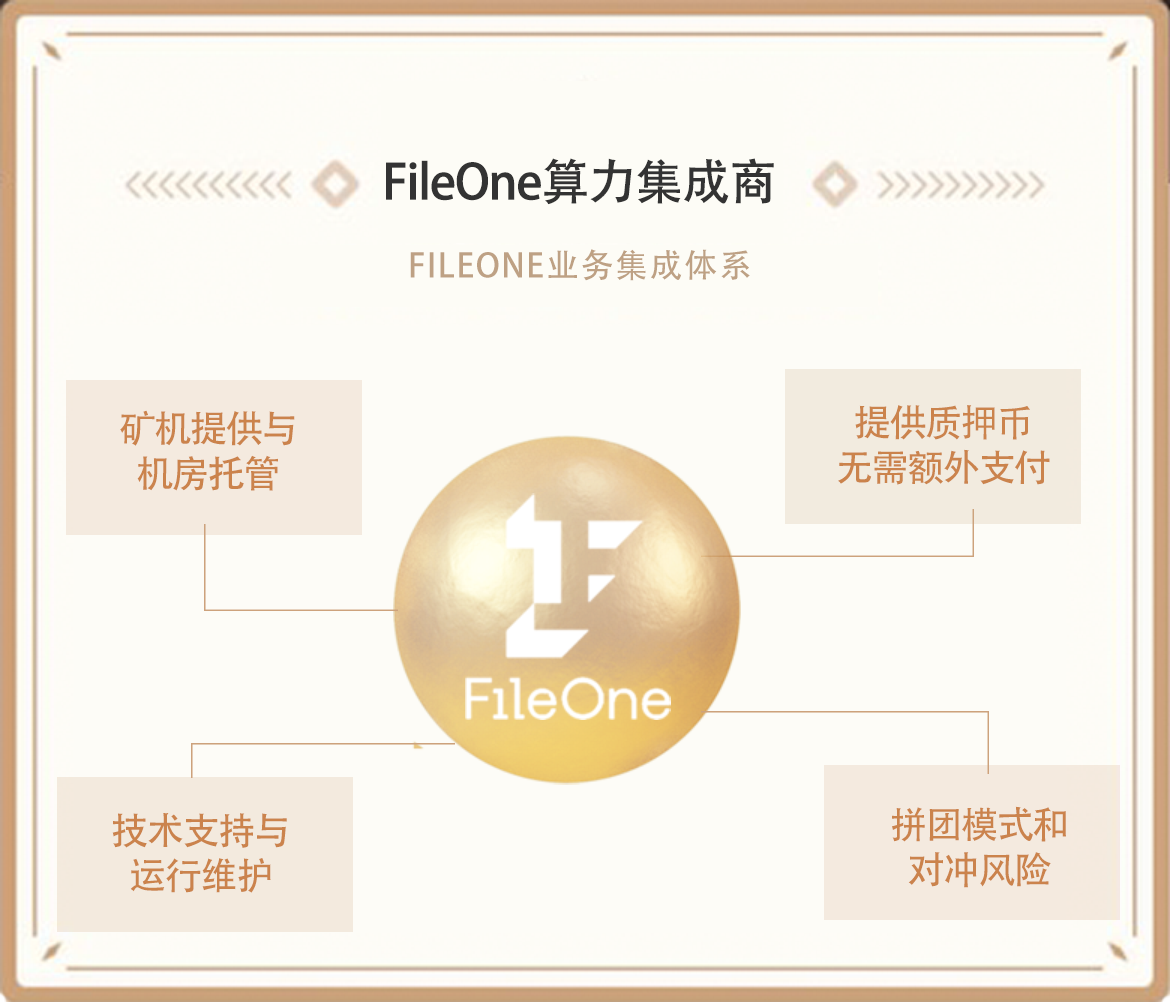 FileOne算力集成商
FILEONE业务集成体系
矿机提供与
机房托管
提供质押币
无需额外支付
FileOne
技术支持与
运行维护
拼团模式和
对冲风险